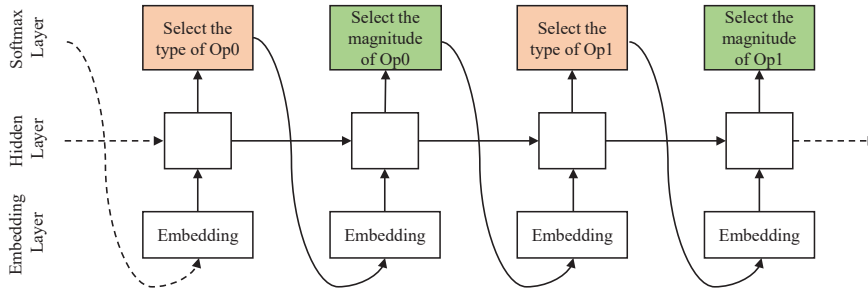 Softmax
Layer
Select the
type of Op0
Select the
magnitude
of Op0
Select the
type of Op1
Select the
magnitude
of Op1
Hidden
Layer
Embedding
Layer
Embedding
Embedding
Embedding
Embedding